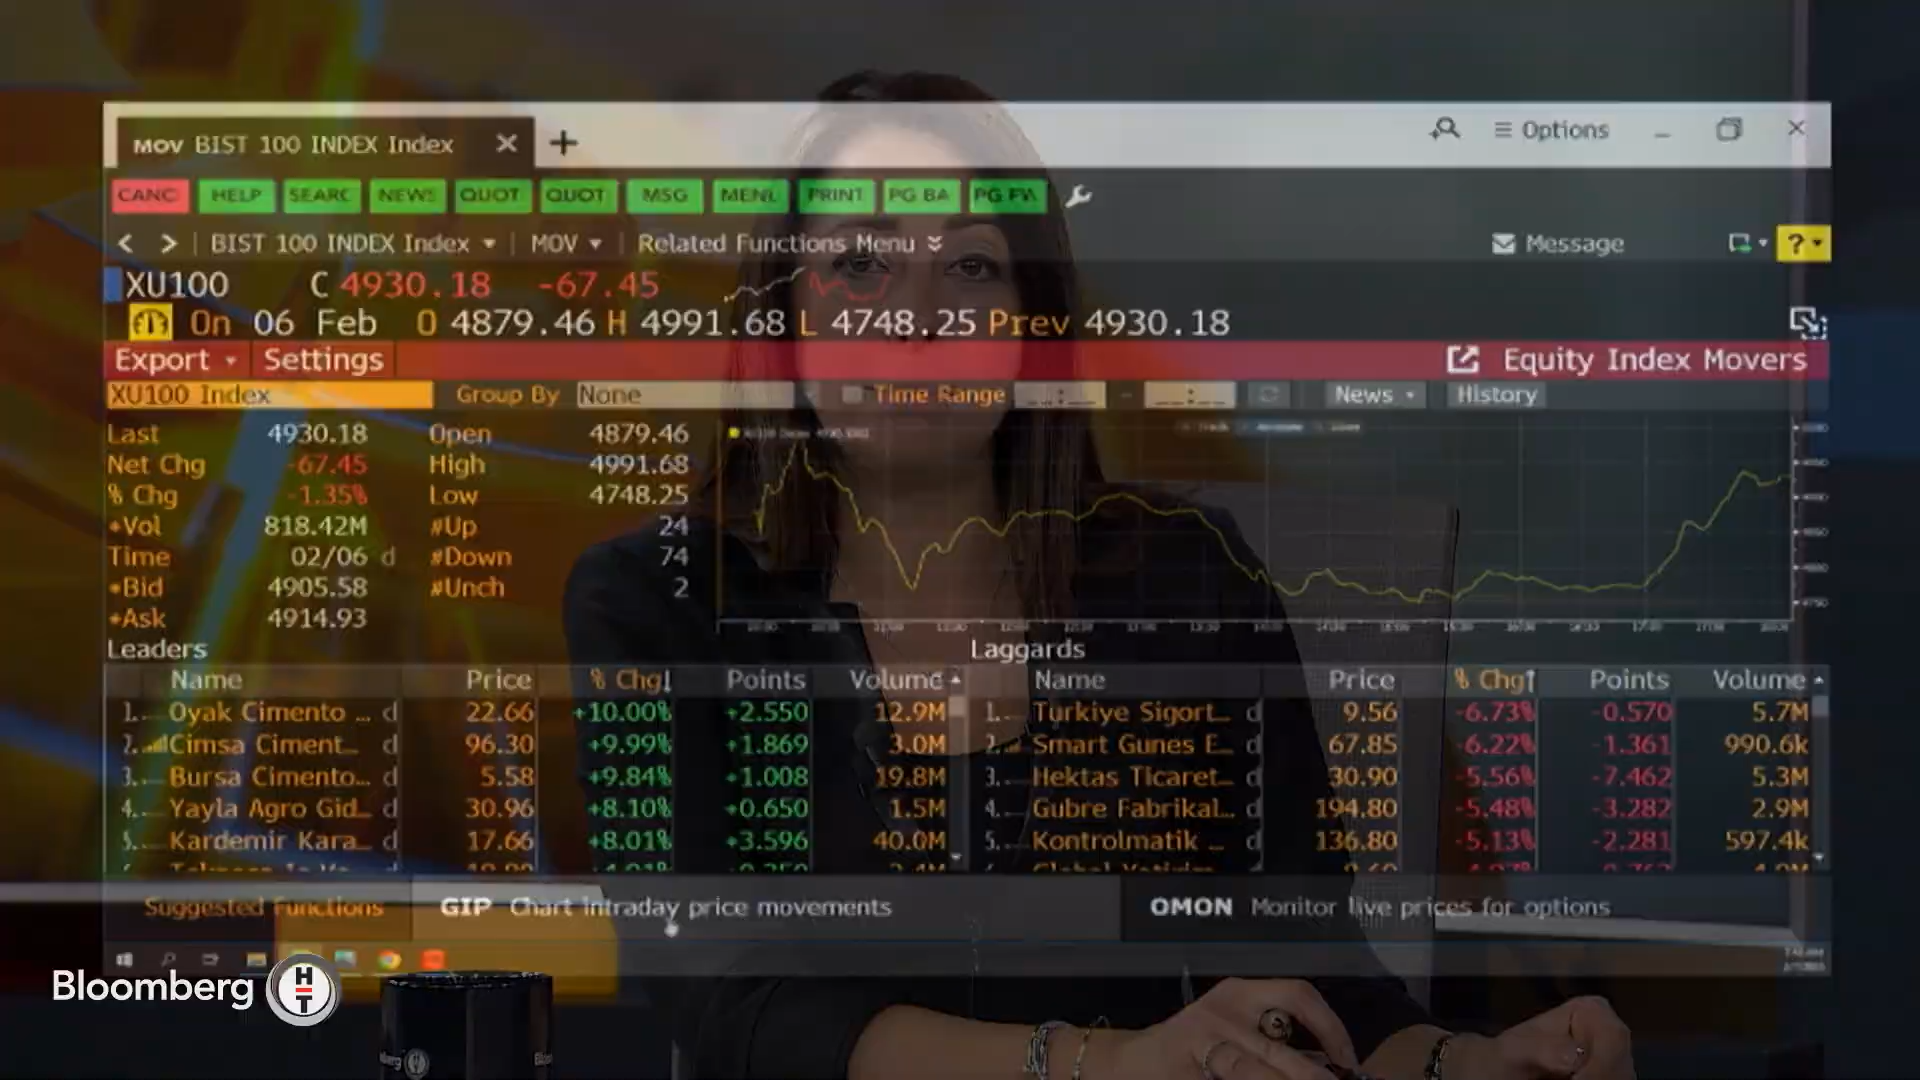 MOV BIST 100 INDEX Index × + Options
CANC HELP SEARC NEWS QUOT QUOT MSG MENU PRINT PG BA PG FW
< > BIST 100 INDEX Index MOV Related Functions Menu Message ?
XU100 C 4930.18 -67.45
On 06 Feb O 4879.46 H 4991.68 L 4748.25 Prev 4930.18
Export Settings Equity Index Movers
XU100 Index Group By None Time Range News History
Last 4930.18 Open 4879.46
Net Chg -67.45 High 4991.68
% Chg -1.35% Low 4748.25
+Vol 818.42M #Up 24
Time 02/06 d #Down 74
+Bid 4905.58 #Unch 2
+Ask 4914.93
Leaders Laggards
Name Price % Chg↓ Points Volume Name Price % Chg↑ Points Volume
1. Oyak Cimento … d 22.66 +10.00% +2.550 12.9M 1. Turkiye Sigort… d 9.56 -6.73% -0.570 5.7M
2. Cimsa Ciment… d 96.30 +9.99% +1.869 3.0M 2. Smart Gunes E… d 67.85 -6.22% -1.361 990.6k
3. Bursa Cimento… d 5.58 +9.84% +1.008 19.8M 3. Hektas Ticaret… d 30.90 -5.56% -7.462 5.3M
4. Yayla Agro Gid… d 30.96 +8.10% +0.650 1.5M 4. Gubre Fabrikal… d 194.80 -5.48% -3.282 2.9M
5. Kardemir Kara… d 17.66 +8.01% +3.596 40.0M 5. Kontrolmatik … d 136.80 -5.13% -2.281 597.4k
Suggested Functions GIP Chart intraday price movements OMON Monitor live prices for options
Bloomberg HT